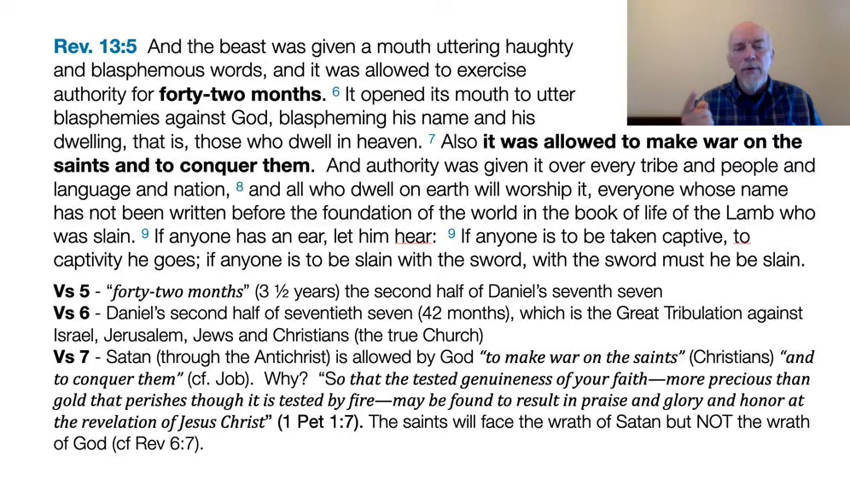 Rev. 13:5 And the beast was given a mouth uttering haughty
and blasphemous words, and it was allowed to exercise
authority for forty-two months. 6 It opened its mouth to utter
blasphemies against God, blaspheming his name and his
dwelling, that is, those who dwell in heaven. 7 Also it was allowed to make war on the
saints and to conquer them. And authority was given it over every tribe and people and
language and nation, 8 and all who dwell on earth will worship it, everyone whose name
has not been written before the foundation of the world in the book of life of the Lamb who
was slain. 9 If anyone has an ear, let him hear: 9 If anyone is to be taken captive, to
captivity he goes; if anyone is to be slain with the sword, with the sword must he be slain.
Vs 5 - "forty-two months" (3 ½ years) the second half of Daniel's seventh seven
Vs 6 - Daniel's second half of seventieth seven (42 months), which is the Great Tribulation against
Israel, Jerusalem, Jews and Christians (the true Church)
Vs 7 - Satan (through the Antichrist) is allowed by God "to make war on the saints" (Christians) "and
to conquer them" (cf. Job). Why? "So that the tested genuineness of your faith—more precious than
gold that perishes though it is tested by fire—may be found to result in praise and glory and honor at
the revelation of Jesus Christ" (1 Pet 1:7). The saints will face the wrath of Satan but NOT the wrath
of God (cf Rev 6:7).